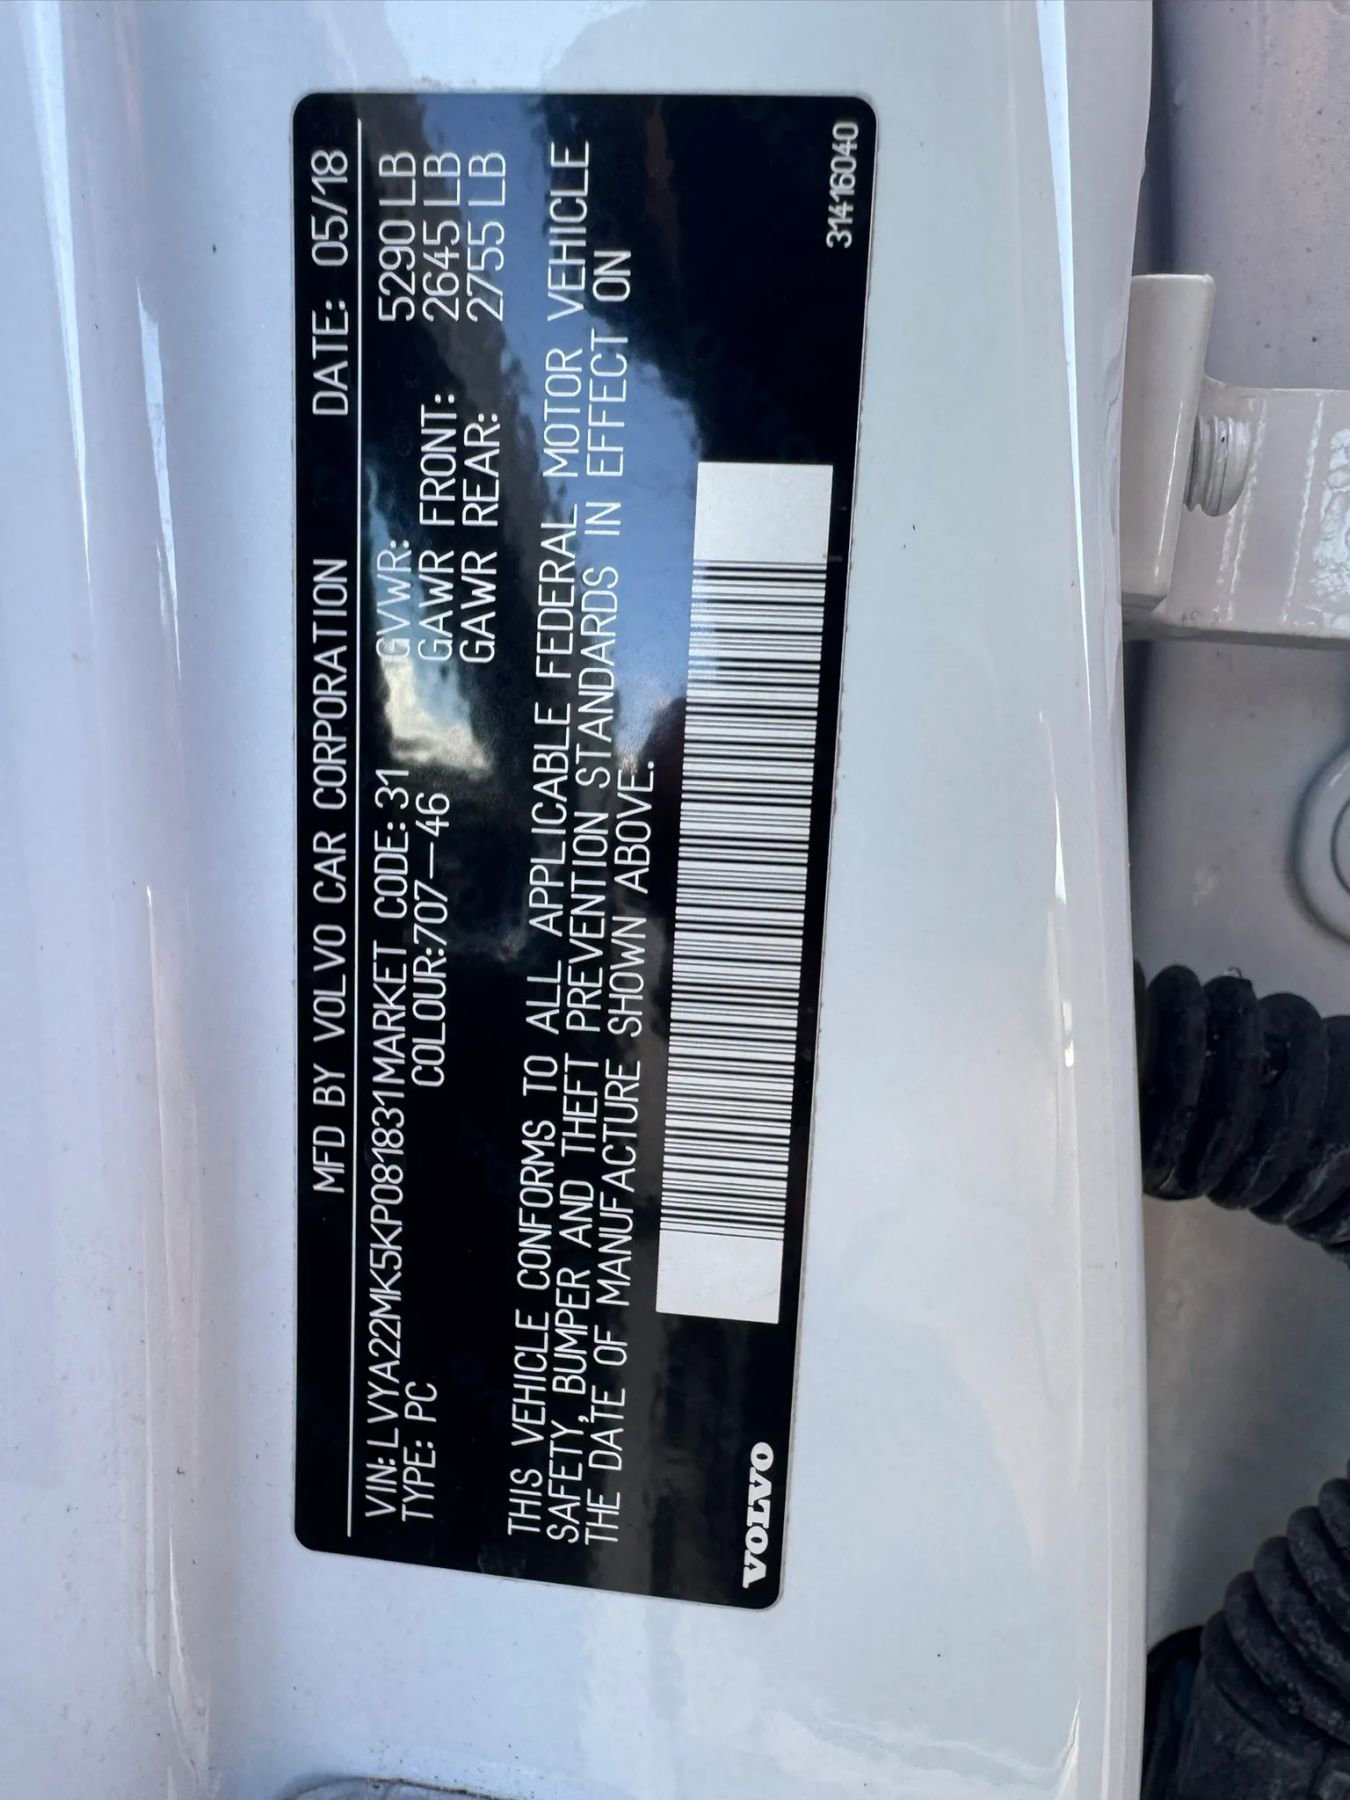 MFD BY VOLVO CAR CORPORATION DATE: 05/18
VIN: LVYA22MK5KP081831 MARKET CODE: 31 GVWR: 5290 LB
TYPE: PC COLOUR: 707-46 GAWR FRONT: 2645 LB
GAWR REAR: 2755 LB
THIS VEHICLE CONFORMS TO ALL APPLICABLE FEDERAL MOTOR VEHICLE
SAFETY, BUMPER AND THEFT PREVENTION STANDARDS IN EFFECT ON
THE DATE OF MANUFACTURE SHOWN ABOVE.
VOLVO 31416040